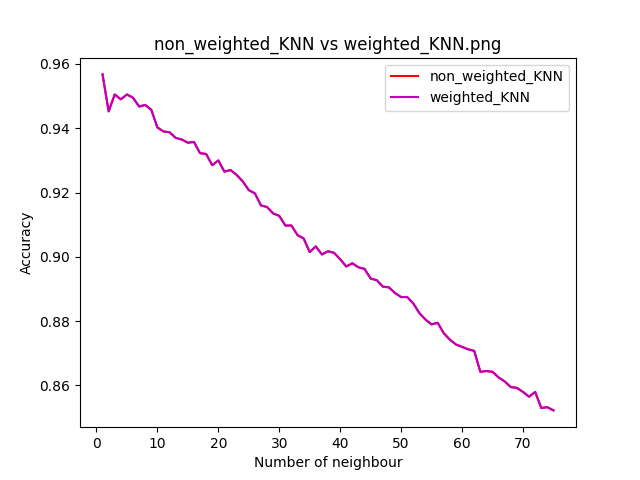 non_weighted_KNN vs weighted_KNN.png
non_weighted_KNN
weighted_KNN
Accuracy
0.96
0.94
0.92
0.90
0.88
0.86
0
10
20
30
40
50
60
70
Number of neighbour